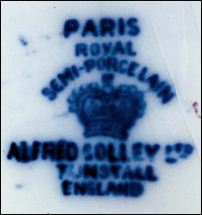 PARIS
ROYAL
SEMI-PORCELAIN
ALFRED COLLEY LTD
TUNSTALL
ENGLAND